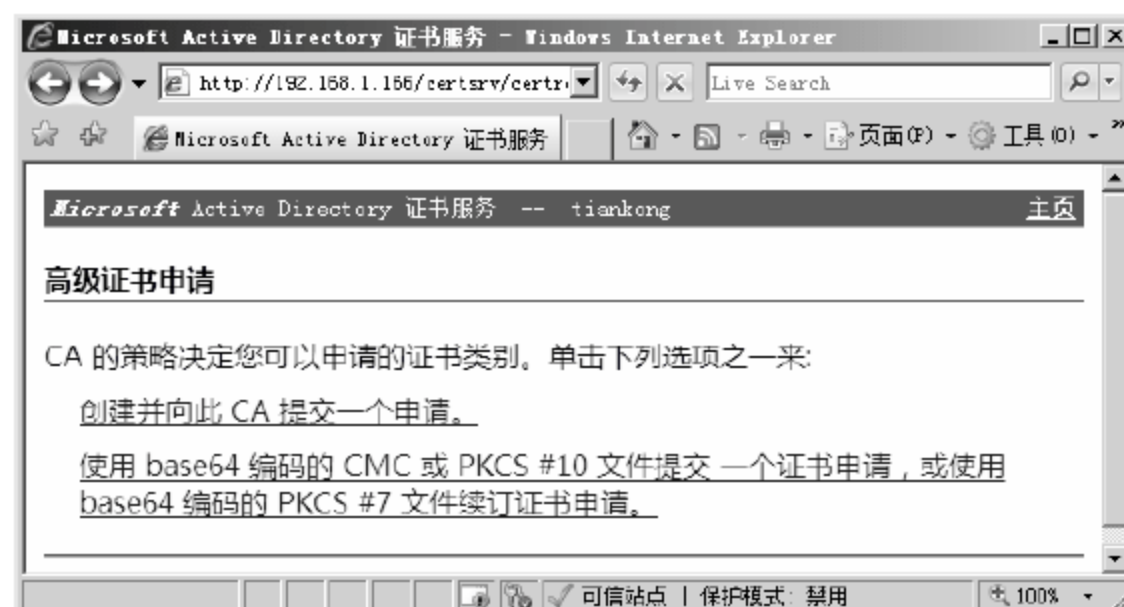 Microsoft Active Directory 证书服务 - Windows Internet Explorer
http://192.168.1.166/certsrv/certr
Live Search
Microsoft Active Directory 证书服务
页面(P)
工具(O)
»
Microsoft Active Directory 证书服务 -- tiankong
主页
高级证书申请
CA 的策略决定您可以申请的证书类别。单击下列选项之一来:
创建并向此 CA 提交一个申请。
使用 base64 编码的 CMC 或 PKCS #10 文件提交 一个证书申请，或使用
base64 编码的 PKCS #7 文件续订证书申请。
可信站点 | 保护模式: 禁用
100%